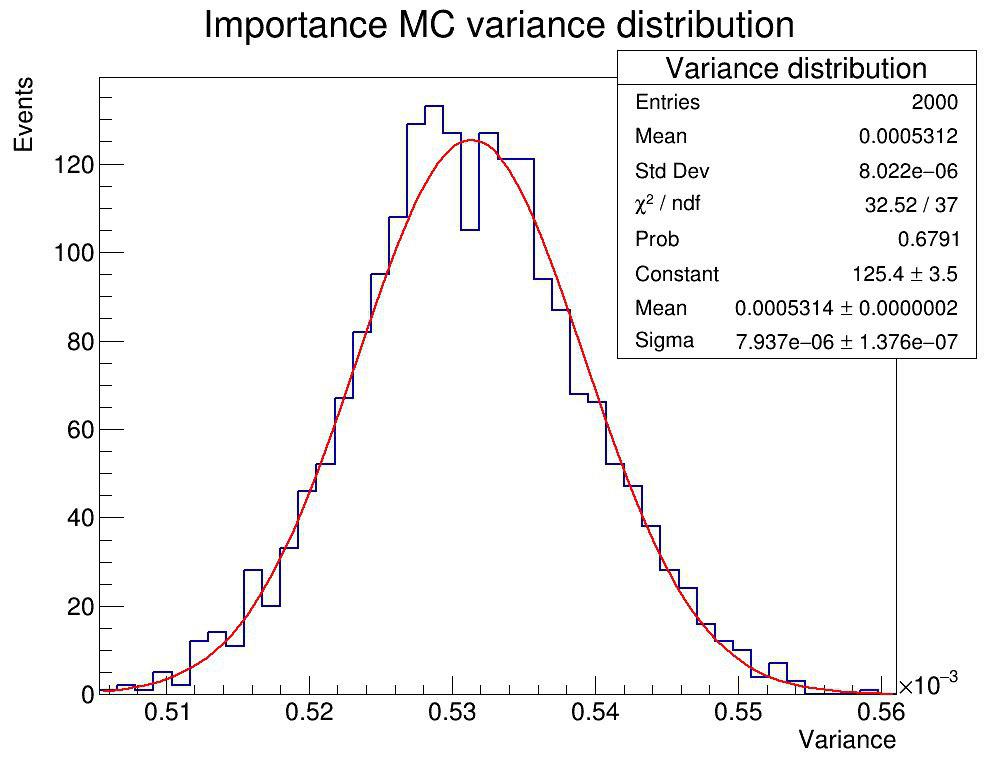 Importance MC variance distribution
Variance distribution
Entries 2000
Mean 0.0005312
Std Dev 8.022e−06
χ² / ndf 32.52 / 37
Prob 0.6791
Constant 125.4 ± 3.5
Mean 0.0005314 ± 0.0000002
Sigma 7.937e−06 ± 1.376e−07
Events
120
100
80
60
40
20
0
0.51 0.52 0.53 0.54 0.55 0.56
×10⁻³
Variance